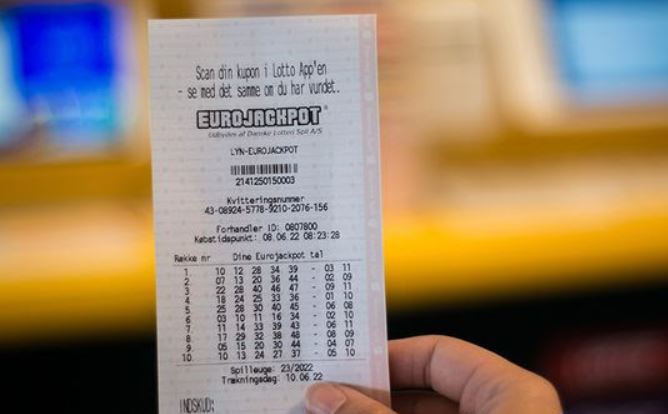 Scan din kupon i Lotto App'en
- se med det samme om du har vundet.
EUROJACKPOT
Udbydes af Danske Lotteri Spil A/S
LYN-EUROJACKPOT
2141250150003
Kvitteringsnummer
43-08924-5778-9210-2076-156
Forhandler ID: 0807800
Købstidspunkt: 08.06.22 08:23:28
Række nr Dine Eurojackpot tal
1. 10 12 28 34 39 - 03 11
2. 07 13 20 36 44 - 02 09
3. 22 28 40 46 47 - 09 11
4. 18 24 25 33 36 - 01 10
5. 25 28 30 40 45 - 06 08
6. 03 10 11 16 34 - 02 10
7. 11 14 33 39 43 - 06 11
8. 17 29 32 38 48 - 08 09
9. 05 15 20 30 44 - 04 07
10. 10 13 24 27 37 - 05 10
Spilleuge: 23/2022
Trækningsdag: 10.06.22
INDSKUD: